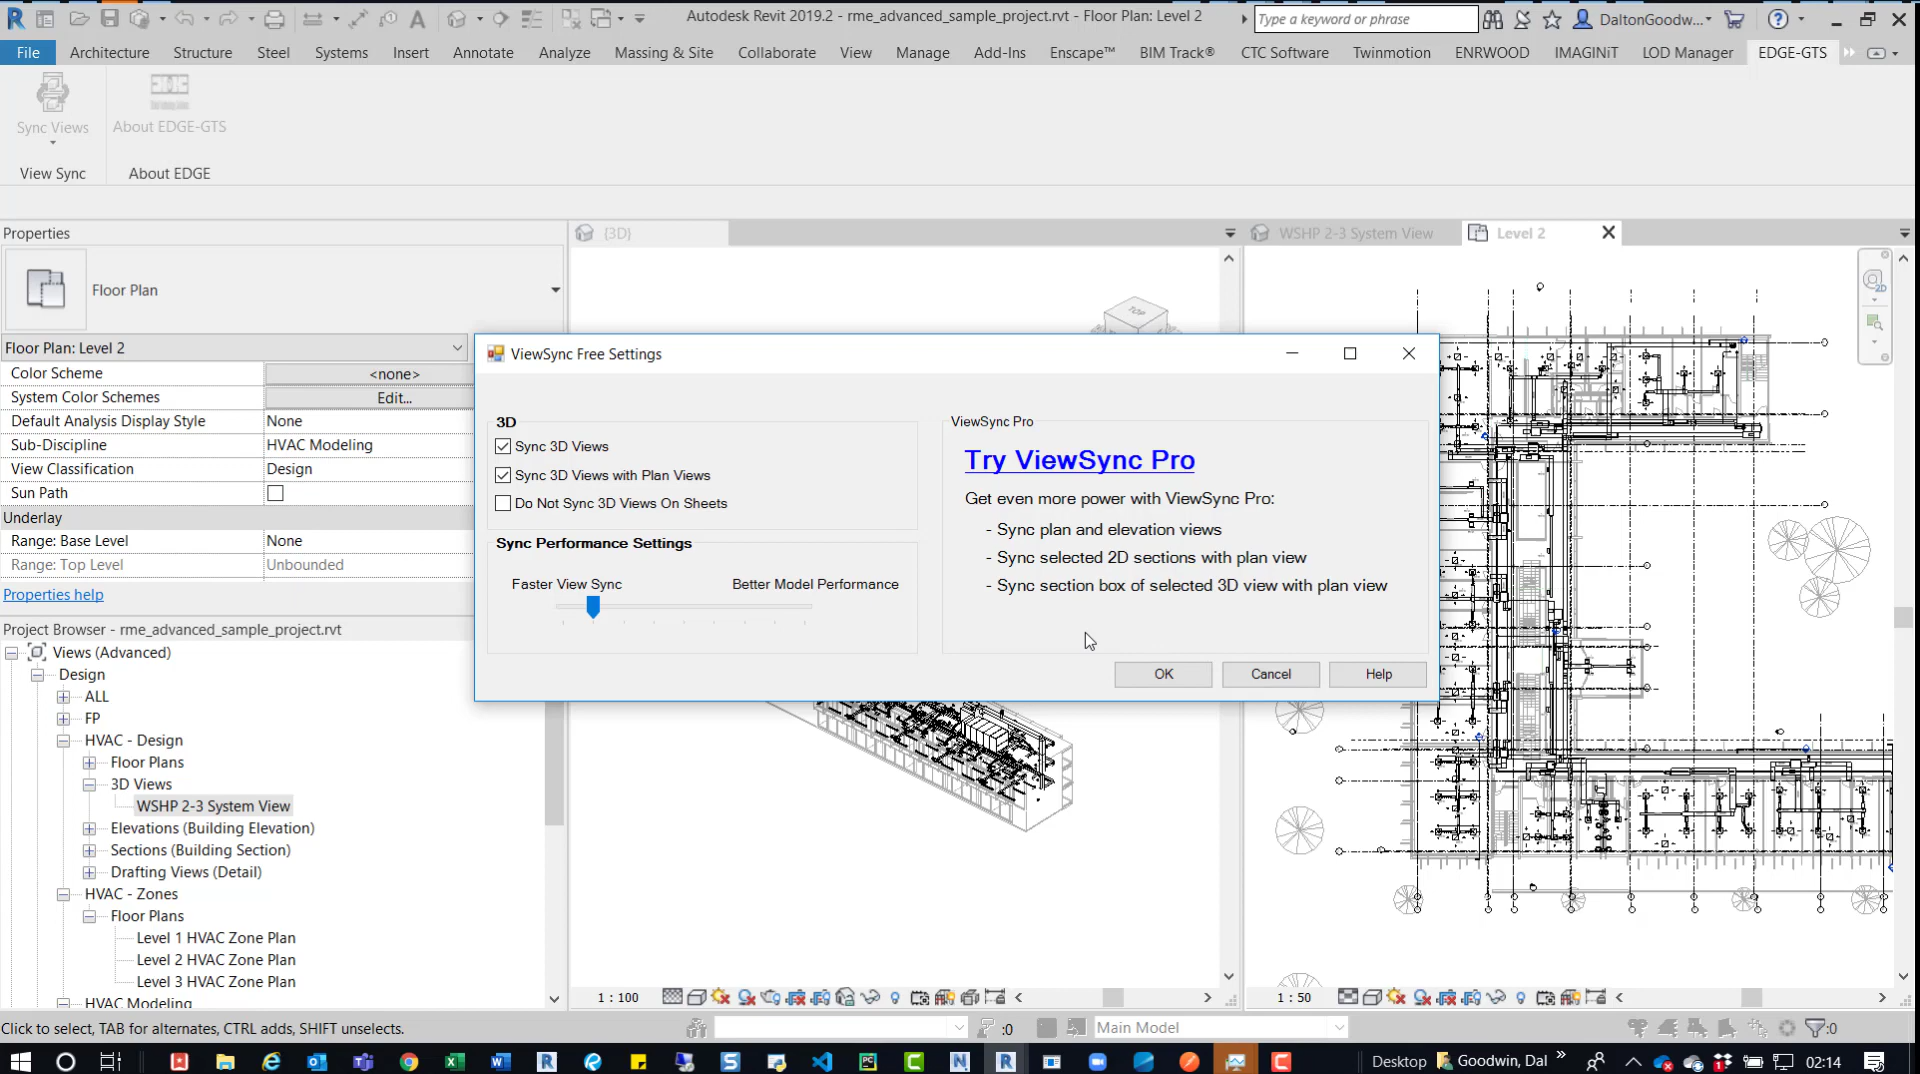 Autodesk Revit 2019.2 - rme_advanced_sample_project.rvt - Floor Plan: Level 2
Type a keyword or phrase
DaltonGoodw...
File Architecture Structure Steel Systems Insert Annotate Analyze Massing & Site Collaborate View Manage Add-Ins Enscape™ BIM Track® CTC Software Twinmotion ENRWOOD IMAGINiT LOD Manager EDGE-GTS
Sync Views
About EDGE-GTS
View Sync
About EDGE
Properties
{3D}
WSHP 2-3 System View
Level 2
Floor Plan
TOP
Floor Plan: Level 2
Color Scheme <none>
System Color Schemes Edit...
Default Analysis Display Style None
Sub-Discipline HVAC Modeling
View Classification Design
Sun Path
Underlay
Range: Base Level None
Range: Top Level Unbounded
Properties help
ViewSync Free Settings
3D
Sync 3D Views
Sync 3D Views with Plan Views
Do Not Sync 3D Views On Sheets
Sync Performance Settings
Faster View Sync
Better Model Performance
ViewSync Pro
Try ViewSync Pro
Get even more power with ViewSync Pro:
- Sync plan and elevation views
- Sync selected 2D sections with plan view
- Sync section box of selected 3D view with plan view
OK
Cancel
Help
Project Browser - rme_advanced_sample_project.rvt
Views (Advanced)
Design
ALL
FP
HVAC - Design
Floor Plans
3D Views
WSHP 2-3 System View
Elevations (Building Elevation)
Sections (Building Section)
Drafting Views (Detail)
HVAC - Zones
Floor Plans
Level 1 HVAC Zone Plan
Level 2 HVAC Zone Plan
Level 3 HVAC Zone Plan
HVAC Modeling
1 : 100
1 : 50
Click to select, TAB for alternates, CTRL adds, SHIFT unselects.
:0
Main Model
:0
Desktop
Goodwin, Dal
02:14